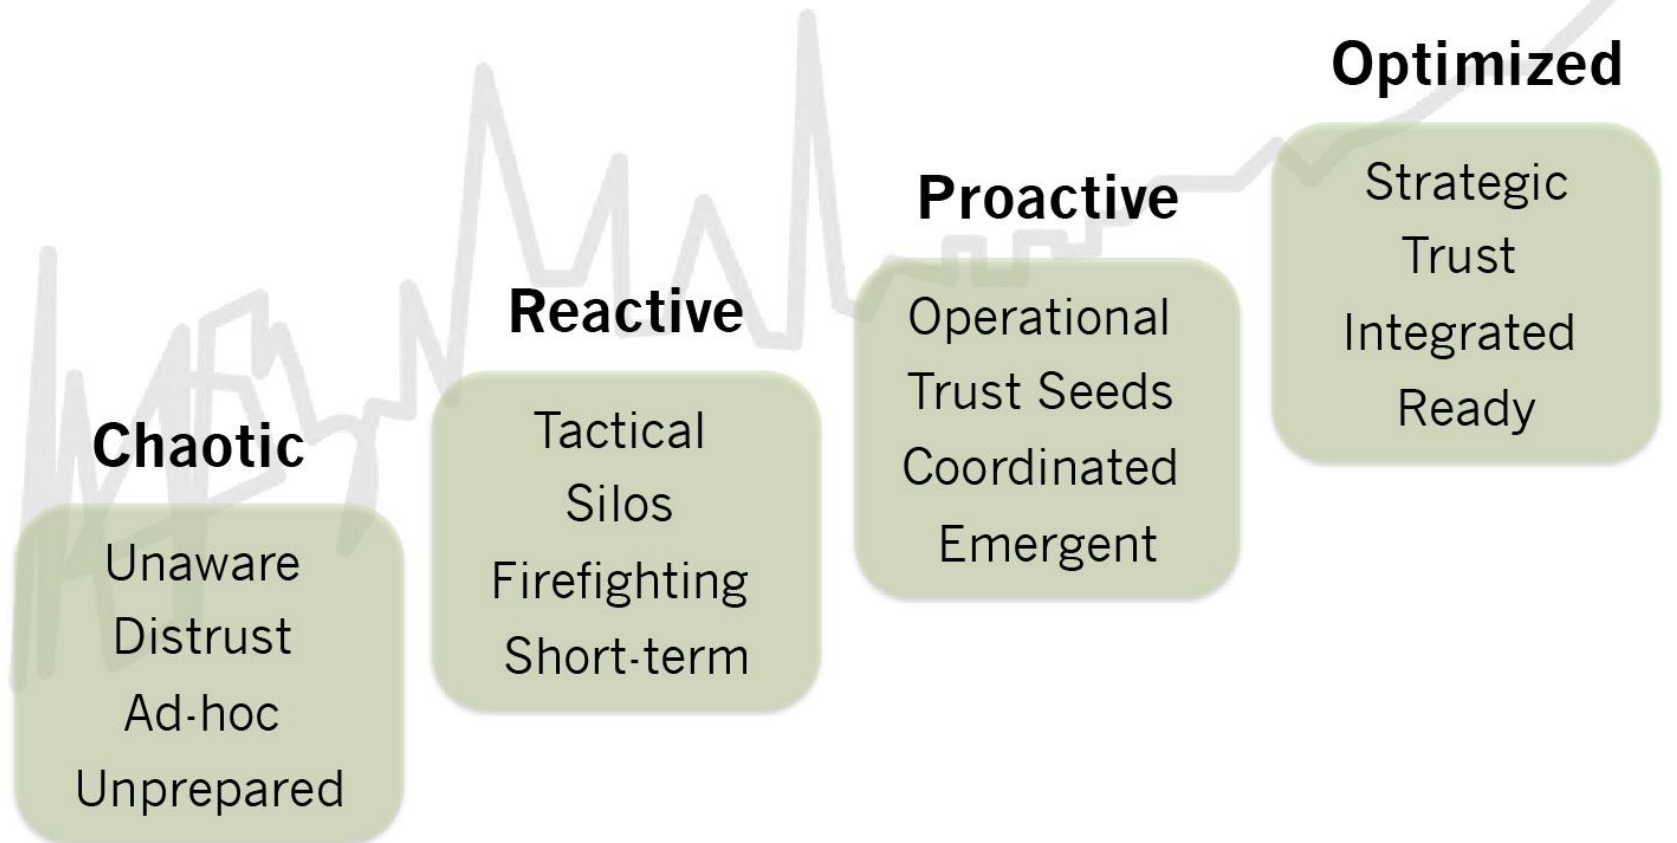 Chaotic
Unaware
Distrust
Ad-hoc
Unprepared
Reactive
Tactical
Silos
Firefighting
Short-term
Proactive
Operational
Trust Seeds
Coordinated
Emergent
Optimized
Strategic
Trust
Integrated
Ready